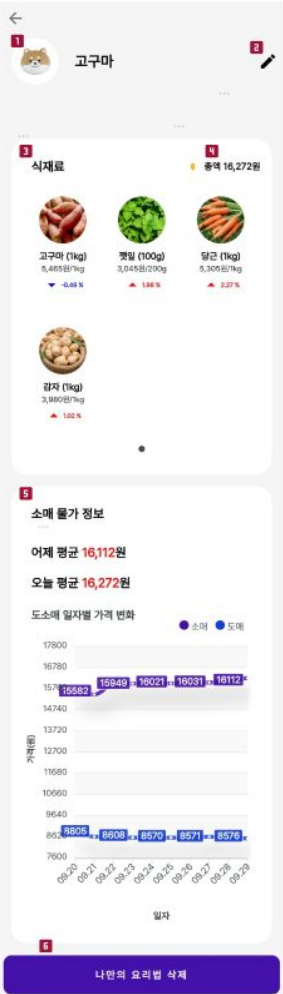 1
고구마
2
3
식재료
4
총액 16,272원
고구마 (1kg)
5,465원/1kg
▼ -0.49 %
깻잎 (100g)
3,045원/200g
▲ 1.98 %
당근 (1kg)
5,305원/1kg
▲ 2.27 %
감자 (1kg)
3,980원/1kg
▲ 1.02 %
5
소매 물가 정보
어제 평균 16,112원
오늘 평균 16,272원
도소매 일자별 가격 변화
소매 도매
17800
16780
14740
13720
12700
11680
10660
9640
7600
15582 15949 16021 16031 16112
8805 8608 8570 8571 8576
가격(원)
09.20 09.21 09.22 09.23 09.24 09.25 09.26 09.27 09.28 09.29
일자
6
나만의 요리법 삭제